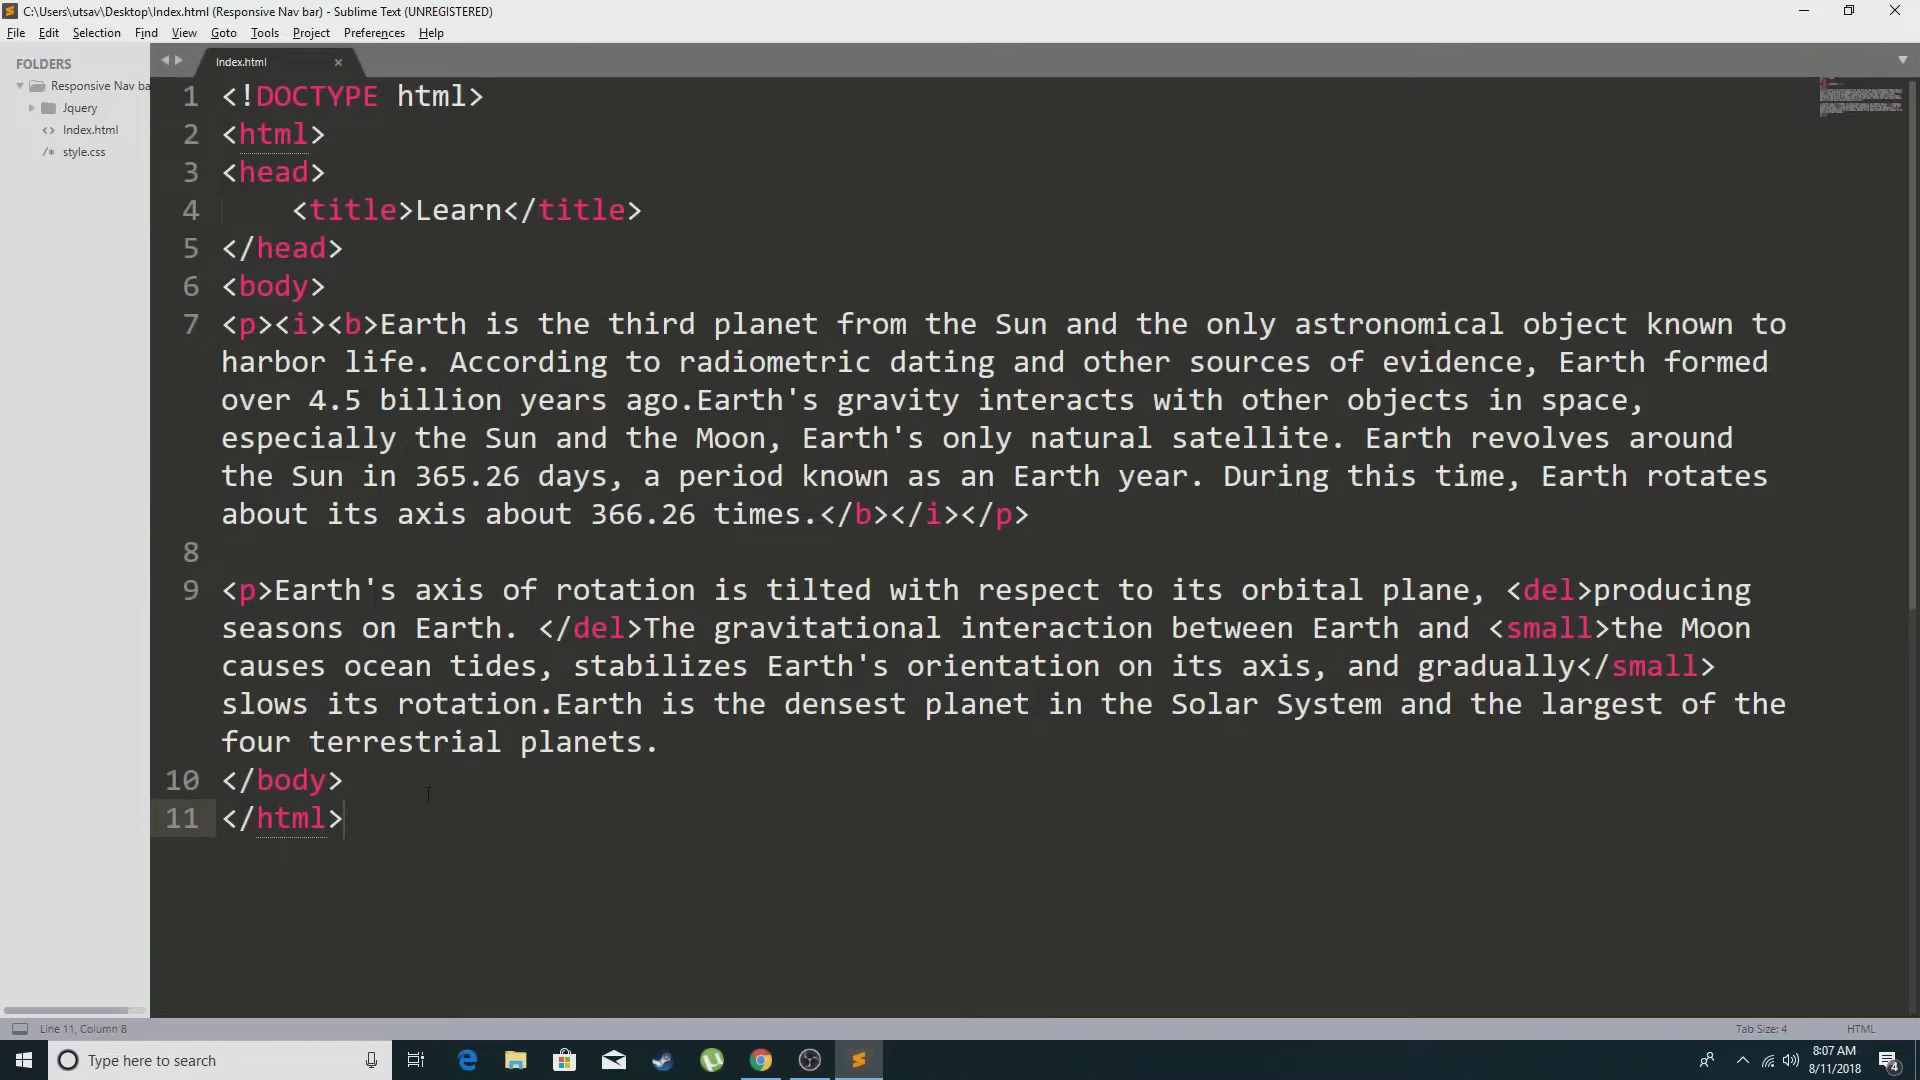 C:\Users\utsav\Desktop\Index.html (Responsive Nav bar) - Sublime Text (UNREGISTERED)
File Edit Selection Find View Goto Tools Project Preferences Help
FOLDERS
Responsive Nav ba
Jquery
Index.html
style.css
Index.html
1 <!DOCTYPE html>
2 <html>
3 <head>
4 <title>Learn</title>
5 </head>
6 <body>
7 <p><i><b>Earth is the third planet from the Sun and the only astronomical object known to
harbor life. According to radiometric dating and other sources of evidence, Earth formed
over 4.5 billion years ago.Earth's gravity interacts with other objects in space,
especially the Sun and the Moon, Earth's only natural satellite. Earth revolves around
the Sun in 365.26 days, a period known as an Earth year. During this time, Earth rotates
about its axis about 366.26 times.</b></i></p>
8
9 <p>Earth's axis of rotation is tilted with respect to its orbital plane, <del>producing
seasons on Earth. </del>The gravitational interaction between Earth and <small>the Moon
causes ocean tides, stabilizes Earth's orientation on its axis, and gradually</small>
slows its rotation.Earth is the densest planet in the Solar System and the largest of the
four terrestrial planets.
10 </body>
11 </html>
Line 11, Column 8
Tab Size: 4
HTML
Type here to search
8:07 AM
8/11/2018
4